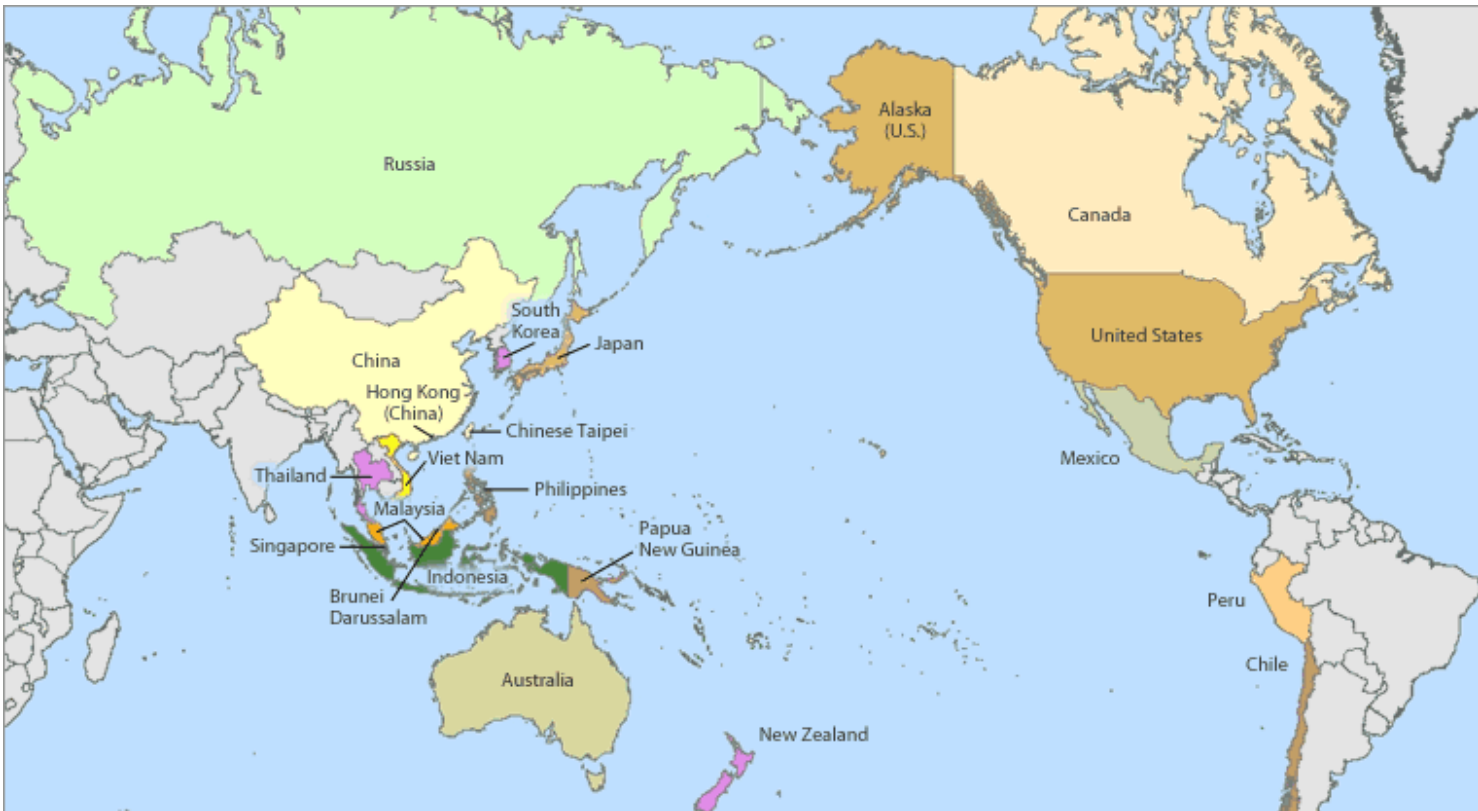 Alaska
(U.S.)
Russia
Canada
South
Korea
United States
Japan
China
Hong Kong
(China)
Chinese Taipei
Viet Nam
Mexico
Thailand
Philippines
Malaysia
Papua
New Guinea
Singapore
Indonesia
Brunei
Darussalam
Peru
Chile
Australia
New Zealand